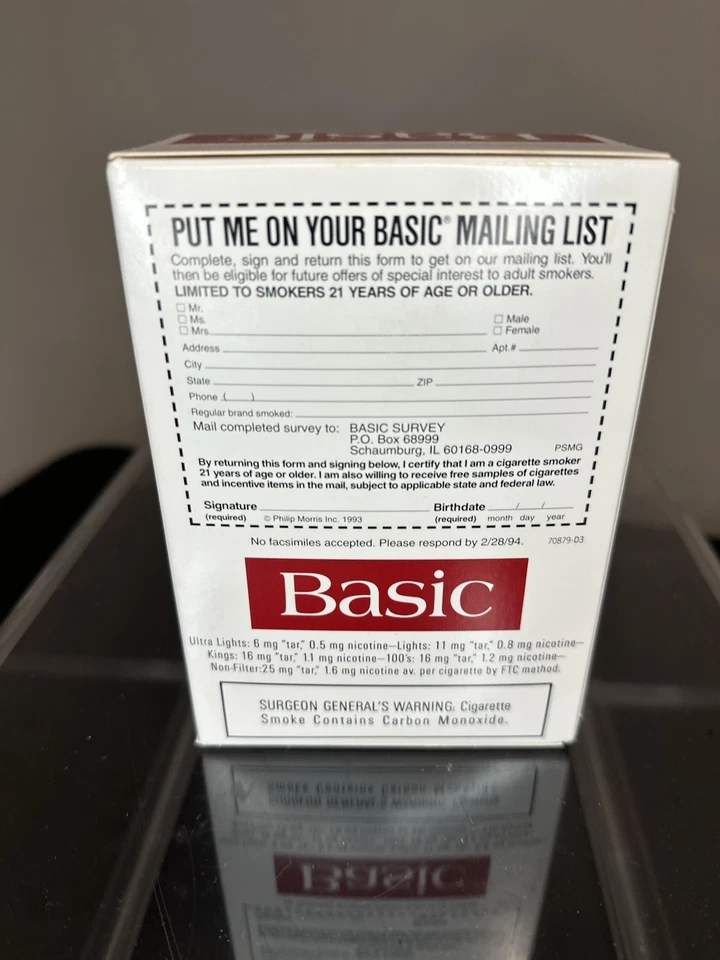 PUT ME ON YOUR BASIC® MAILING LIST
Complete, sign and return this form to get on our mailing list. You'll
then be eligible for future offers of special interest to adult smokers.
LIMITED TO SMOKERS 21 YEARS OF AGE OR OLDER.
☐ Mr.
☐ Ms. ☐ Male
☐ Mrs. ☐ Female
Address Apt.#
City
State ZIP
Phone ( )
Regular brand smoked:
Mail completed survey to: BASIC SURVEY
P.O. Box 68999
Schaumburg, IL 60168-0999 PSMG
By returning this form and signing below, I certify that I am a cigarette smoker
21 years of age or older. I am also willing to receive free samples of cigarettes
and incentive items in the mail, subject to applicable state and federal law.
Signature Birthdate / /
(required) © Philip Morris Inc. 1993 (required) month day year
No facsimiles accepted. Please respond by 2/28/94. 70879-D3
Basic
Ultra Lights: 6 mg "tar," 0.5 mg nicotine—Lights: 11 mg "tar," 0.8 mg nicotine—
Kings: 16 mg "tar," 1.1 mg nicotine—100's: 16 mg "tar," 1.2 mg nicotine—
Non-Filter:25 mg "tar," 1.6 mg nicotine av. per cigarette by FTC method.
SURGEON GENERAL'S WARNING: Cigarette
Smoke Contains Carbon Monoxide.